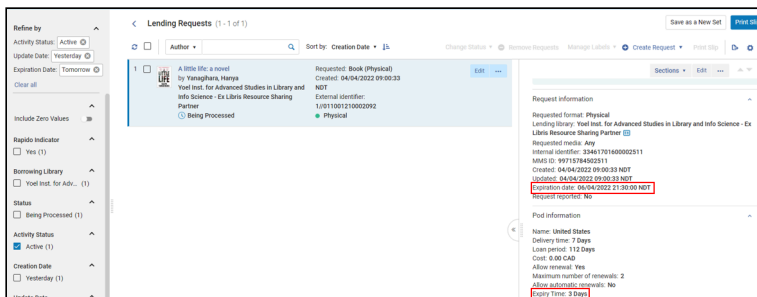 Refine by
Activity Status: Active
Update Date: Yesterday
Expiration Date: Tomorrow
Clear all
Include Zero Values
Rapido Indicator
Yes (1)
Borrowing Library
Yoel Inst. for Adv... (1)
Status
Being Processed (1)
Activity Status
Active (1)
Creation Date
Yesterday (1)
Update Date
Lending Requests (1 - 1 of 1)
Save as a New Set Print Sli
Author Sort by: Creation Date
Change Status Remove Requests Manage Labels Create Request Print Slip
1
A little life: a novel
by Yanagihara, Hanya
Yoel Inst. for Advanced Studies in Library and
Info Science - Ex Libris Resource Sharing
Partner
Being Processed
Requested: Book (Physical)
Created: 04/04/2022 09:00:33
NDT
External identifier:
1/011001210002092
Physical
Edit ...
Sections Edit ...
Request information
Requested format: Physical
Lending library: Yoel Inst. for Advanced Studies in Library and Info Science - Ex
Libris Resource Sharing Partner
Requested media: Any
Internal identifier: 33461701600002511
MMS ID: 99715784502511
Created: 04/04/2022 09:00:33 NDT
Updated: 04/04/2022 09:00:33 NDT
Expiration date: 06/04/2022 21:30:00 NDT
Request reported: No
Pod information
Name: United States
Delivery time: 7 Days
Loan period: 112 Days
Cost: 0.00 CAD
Allow renewal: Yes
Maximum number of renewals: 2
Allow automatic renewals: No
Expiry Time: 3 Days